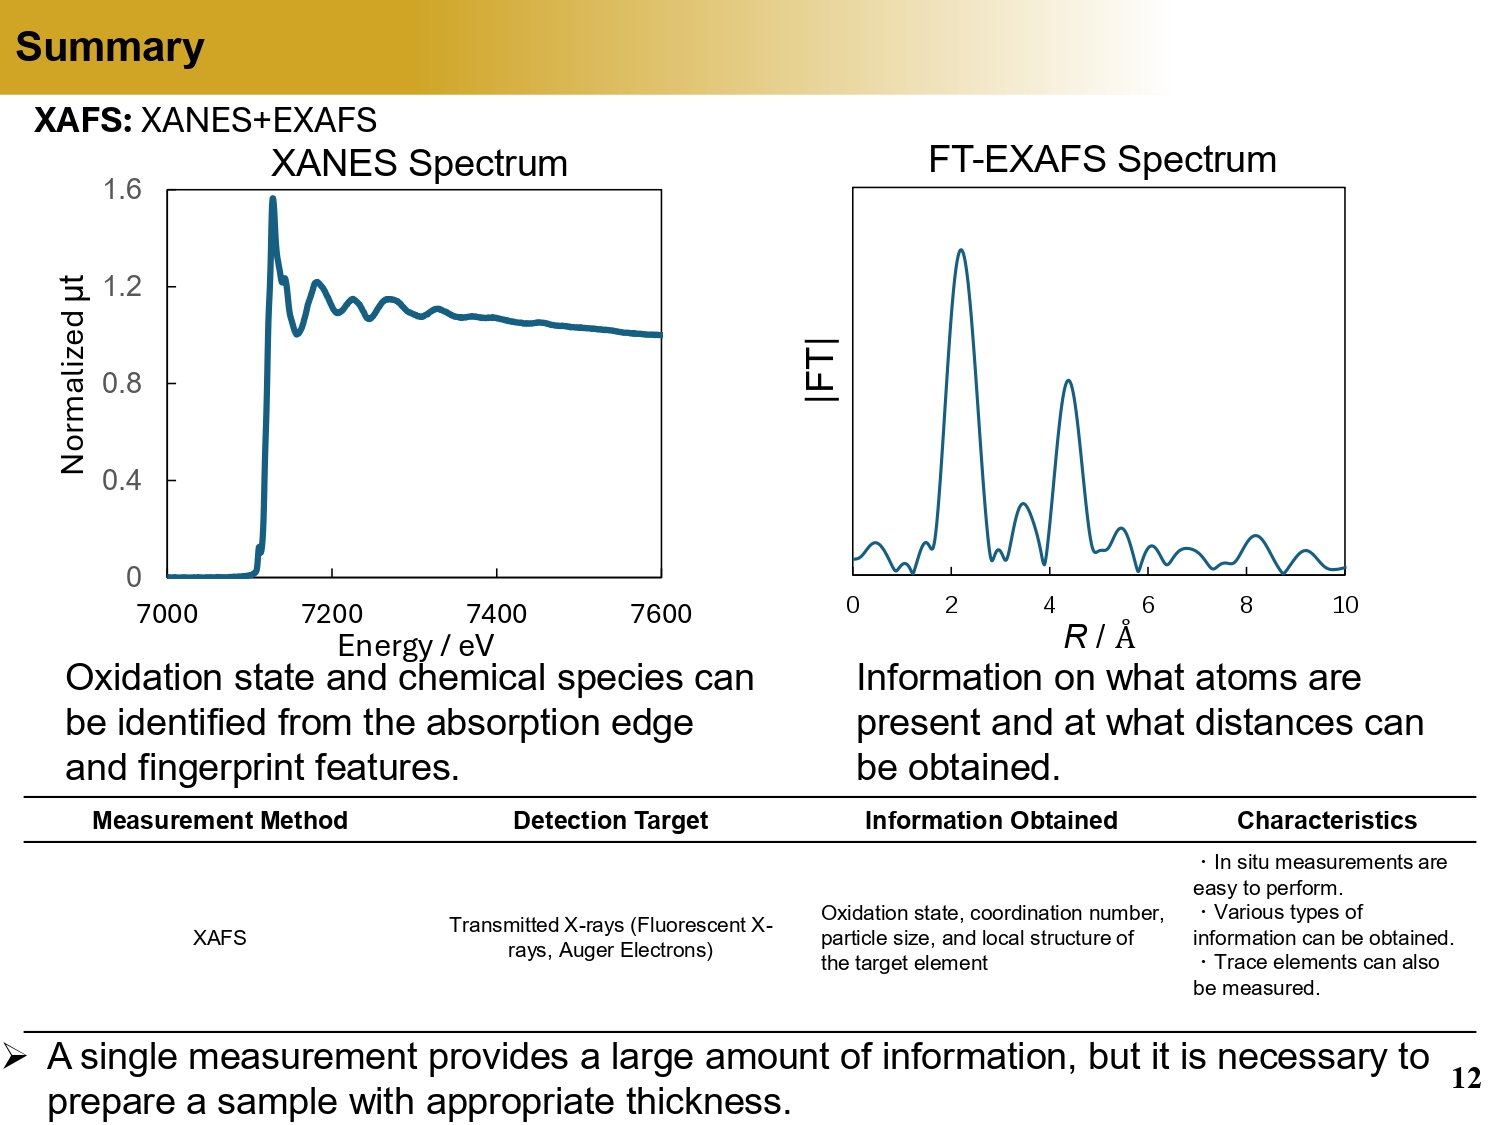 Summary
XAFS: XANES+EXAFS
XANES Spectrum
1.6
1.2
0.8
0.4
0
Normalized μt
7000 7200 7400 7600
Energy / eV
Oxidation state and chemical species can
be identified from the absorption edge
and fingerprint features.
FT-EXAFS Spectrum
|FT|
0 2 4 6 8 10
R / Å
Information on what atoms are
present and at what distances can
be obtained.
Measurement Method Detection Target Information Obtained Characteristics
XAFS
Transmitted X-rays (Fluorescent X-
rays, Auger Electrons)
Oxidation state, coordination number,
particle size, and local structure of
the target element
・In situ measurements are
easy to perform.
・Various types of
information can be obtained.
・Trace elements can also
be measured.
➢ A single measurement provides a large amount of information, but it is necessary to
prepare a sample with appropriate thickness.
12